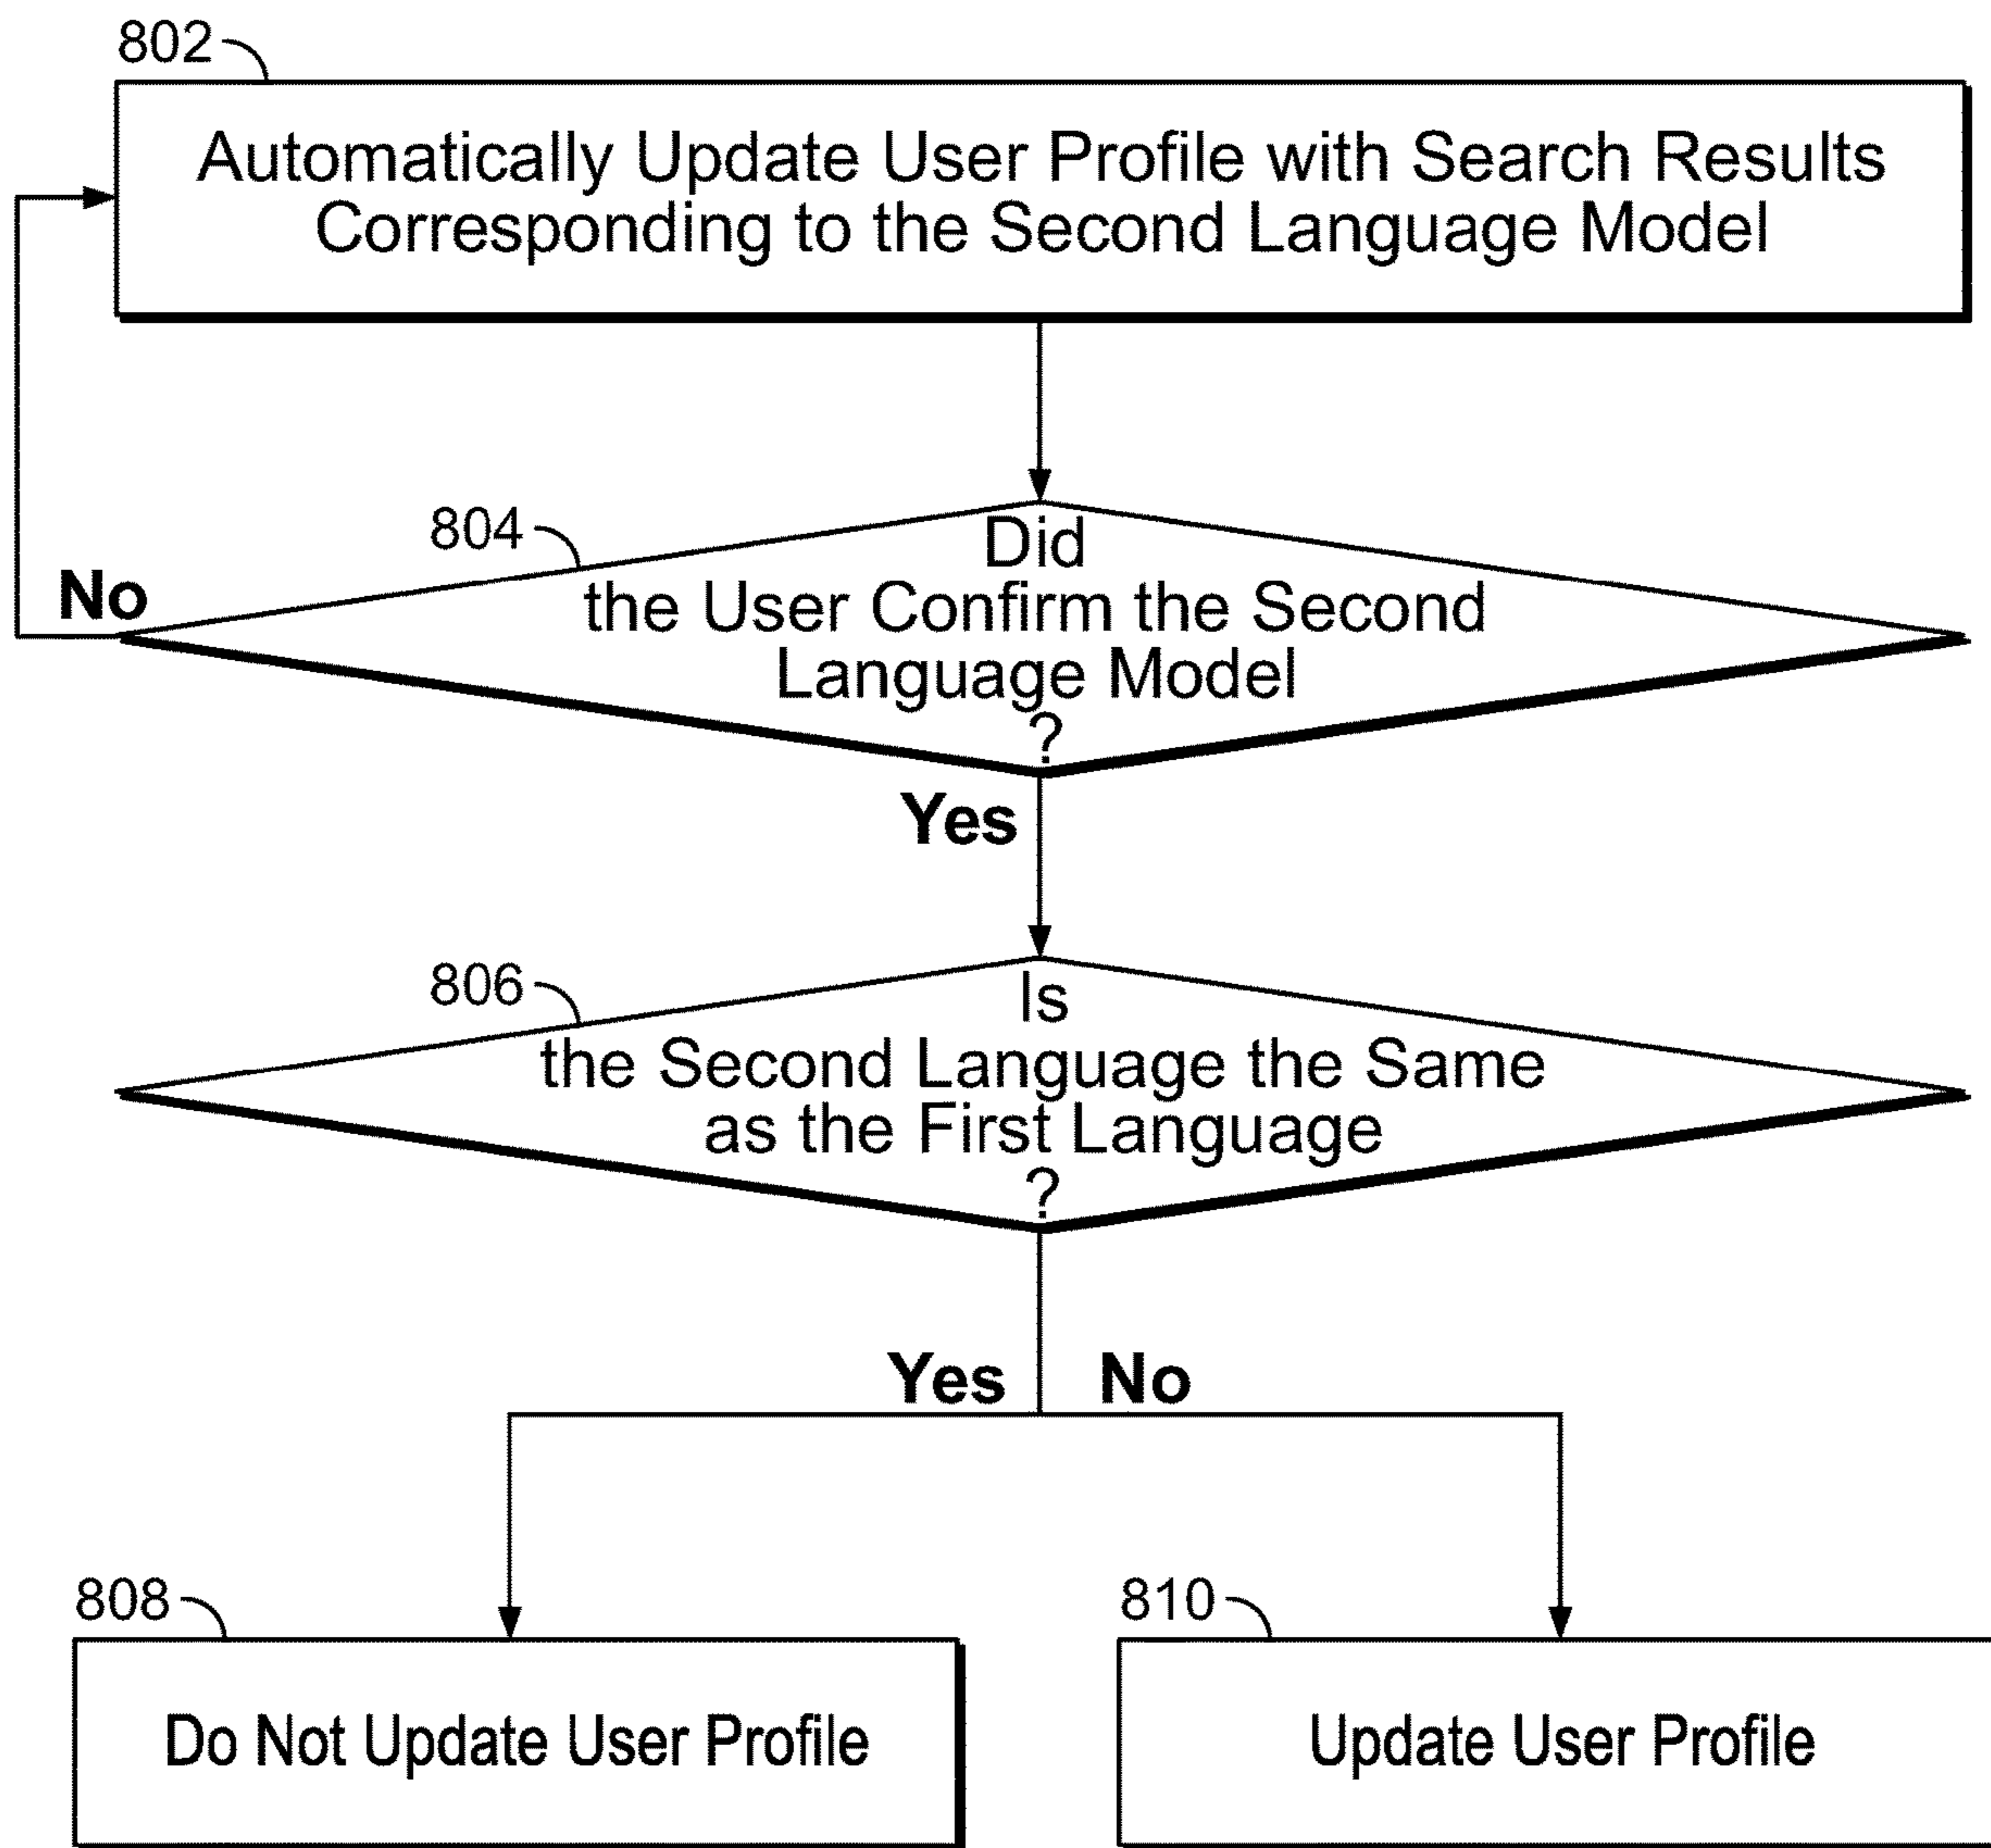 802
Automatically Update User Profile with Search Results
Corresponding to the Second Language Model
804
Did
the User Confirm the Second
Language Model
?
No
Yes
806
Is
the Second Language the Same
as the First Language
?
Yes No
808
Do Not Update User Profile
810
Update User Profile